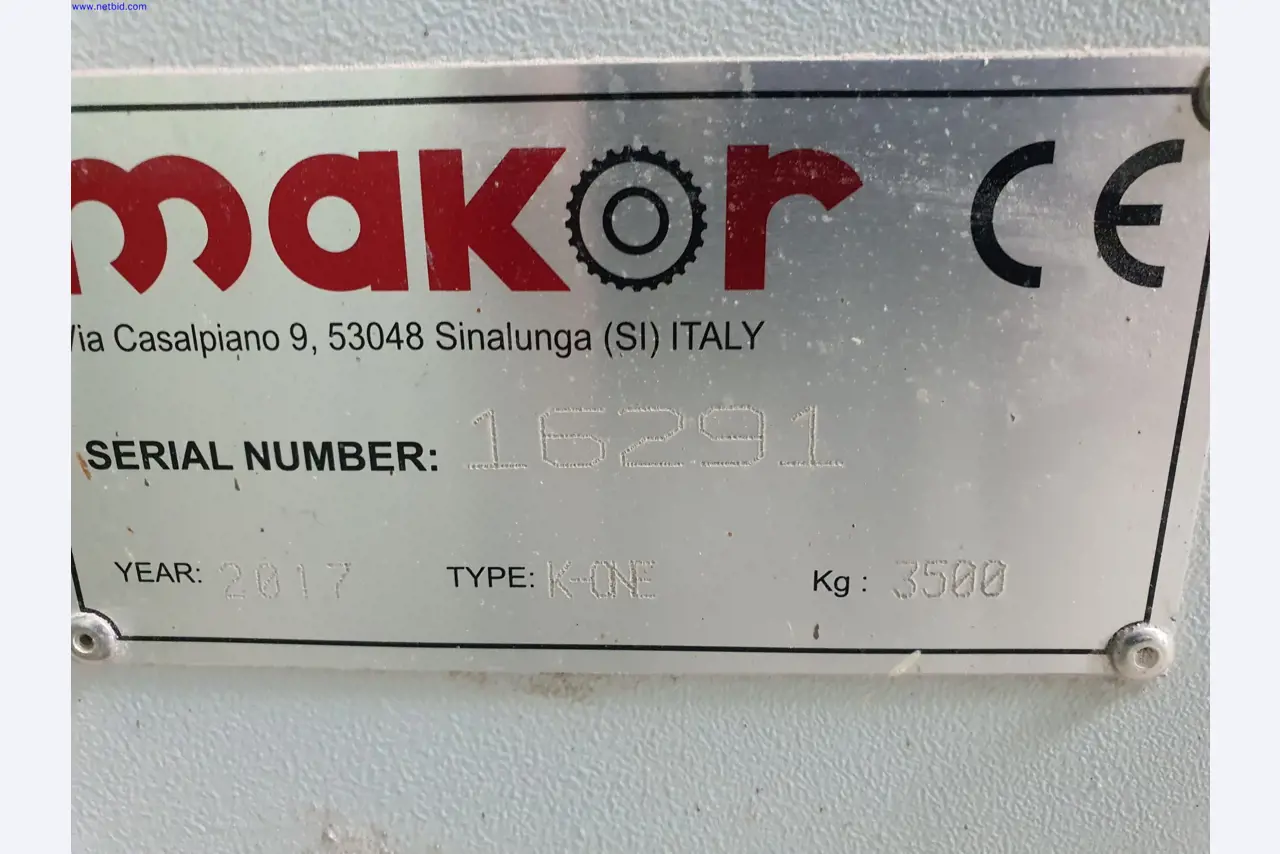 www.netbid.com
makor CE
Via Casalpiano 9, 53048 Sinalunga (SI) ITALY
SERIAL NUMBER: 16291
YEAR: 2017 TYPE: K-ONE Kg : 3500